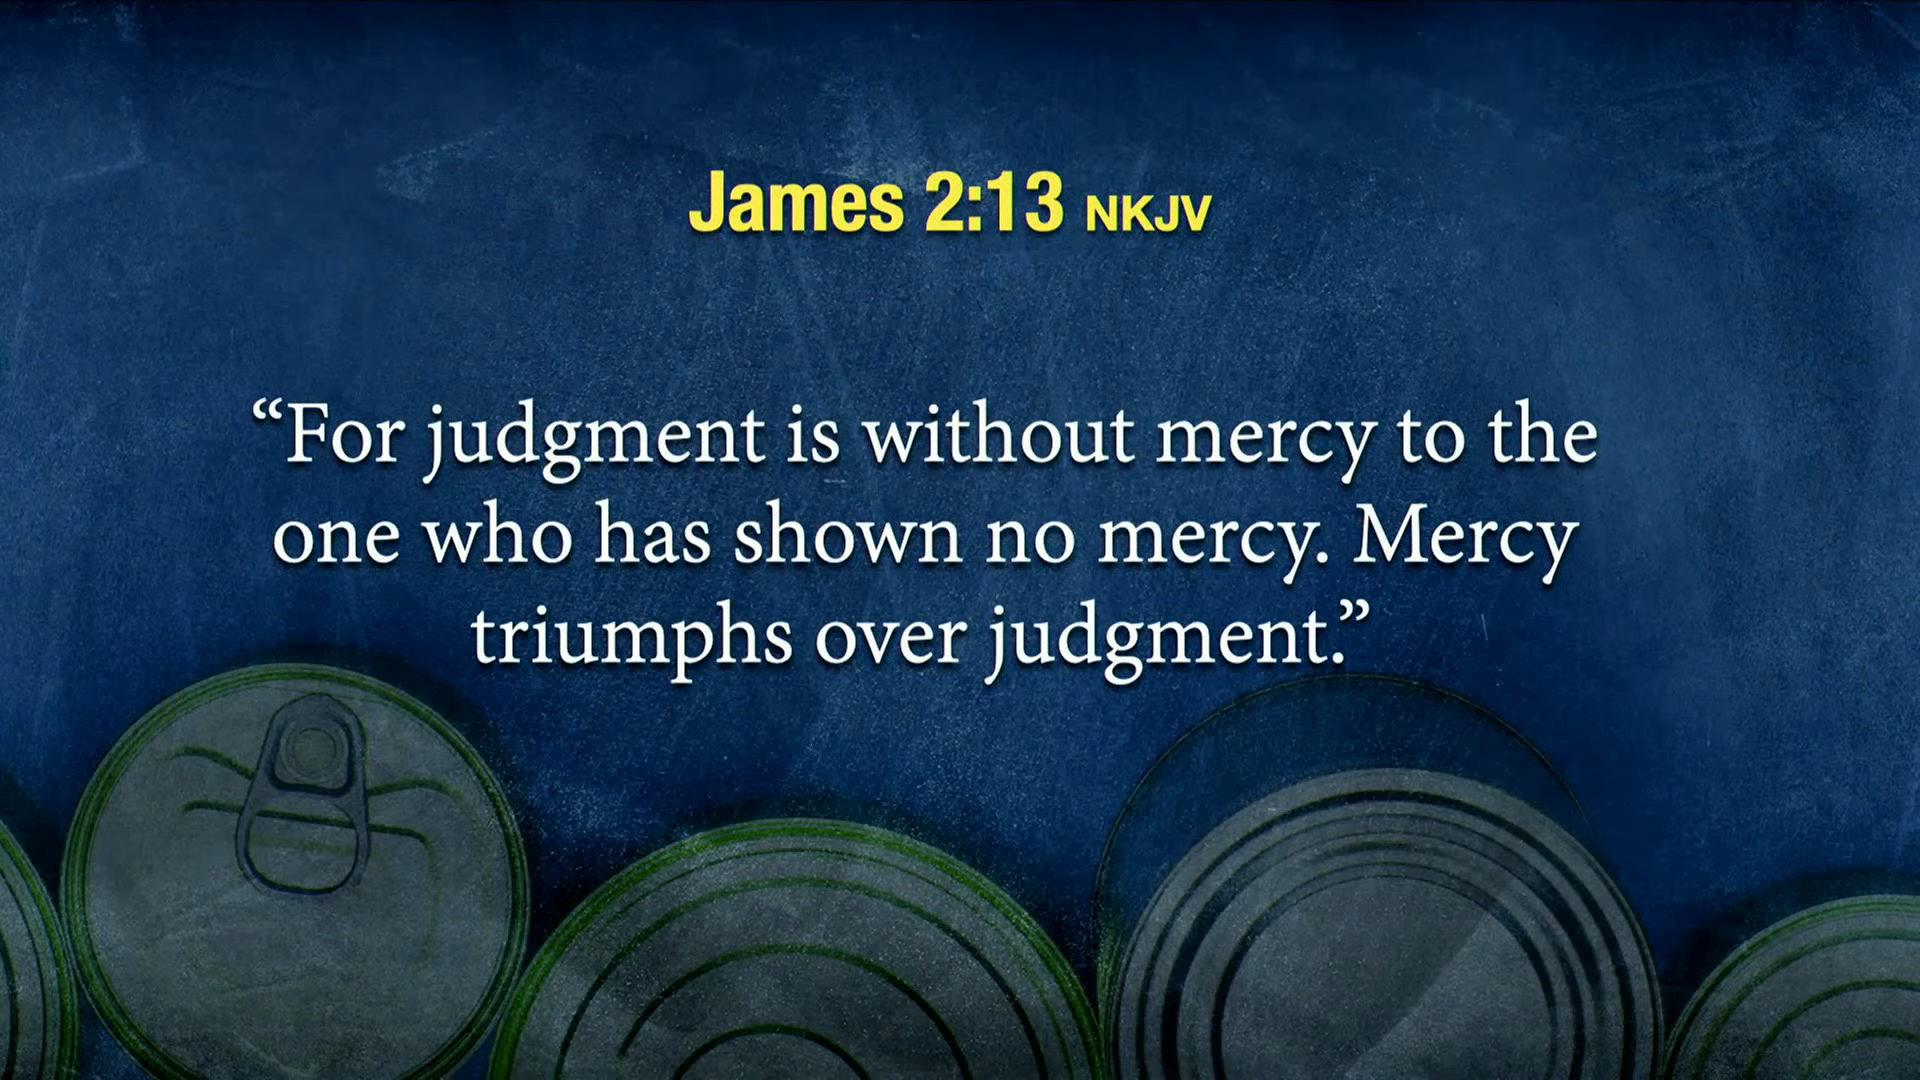 James 2:13 NKJV
“For judgment is without mercy to the
one who has shown no mercy. Mercy
triumphs over judgment.”